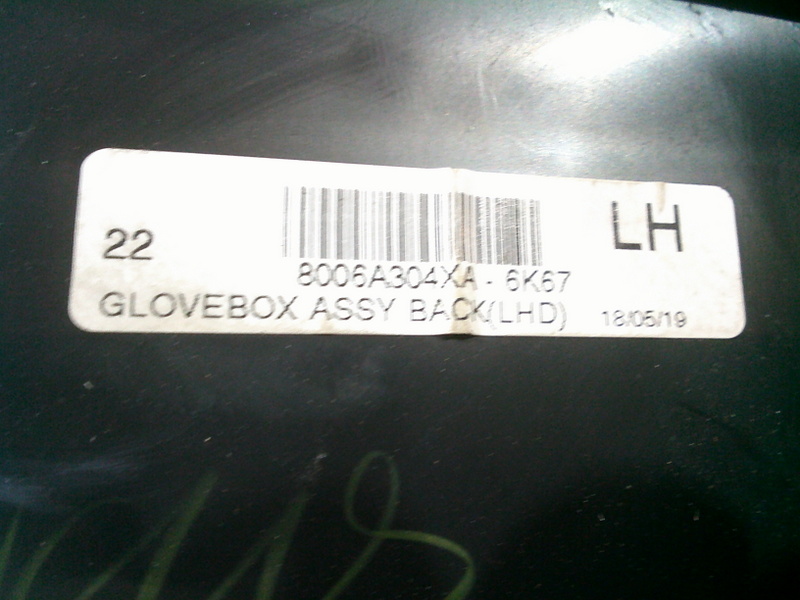 22
LH
8006A304XA - 6K67
GLOVEBOX ASSY BACK(LHD)
18/05/19